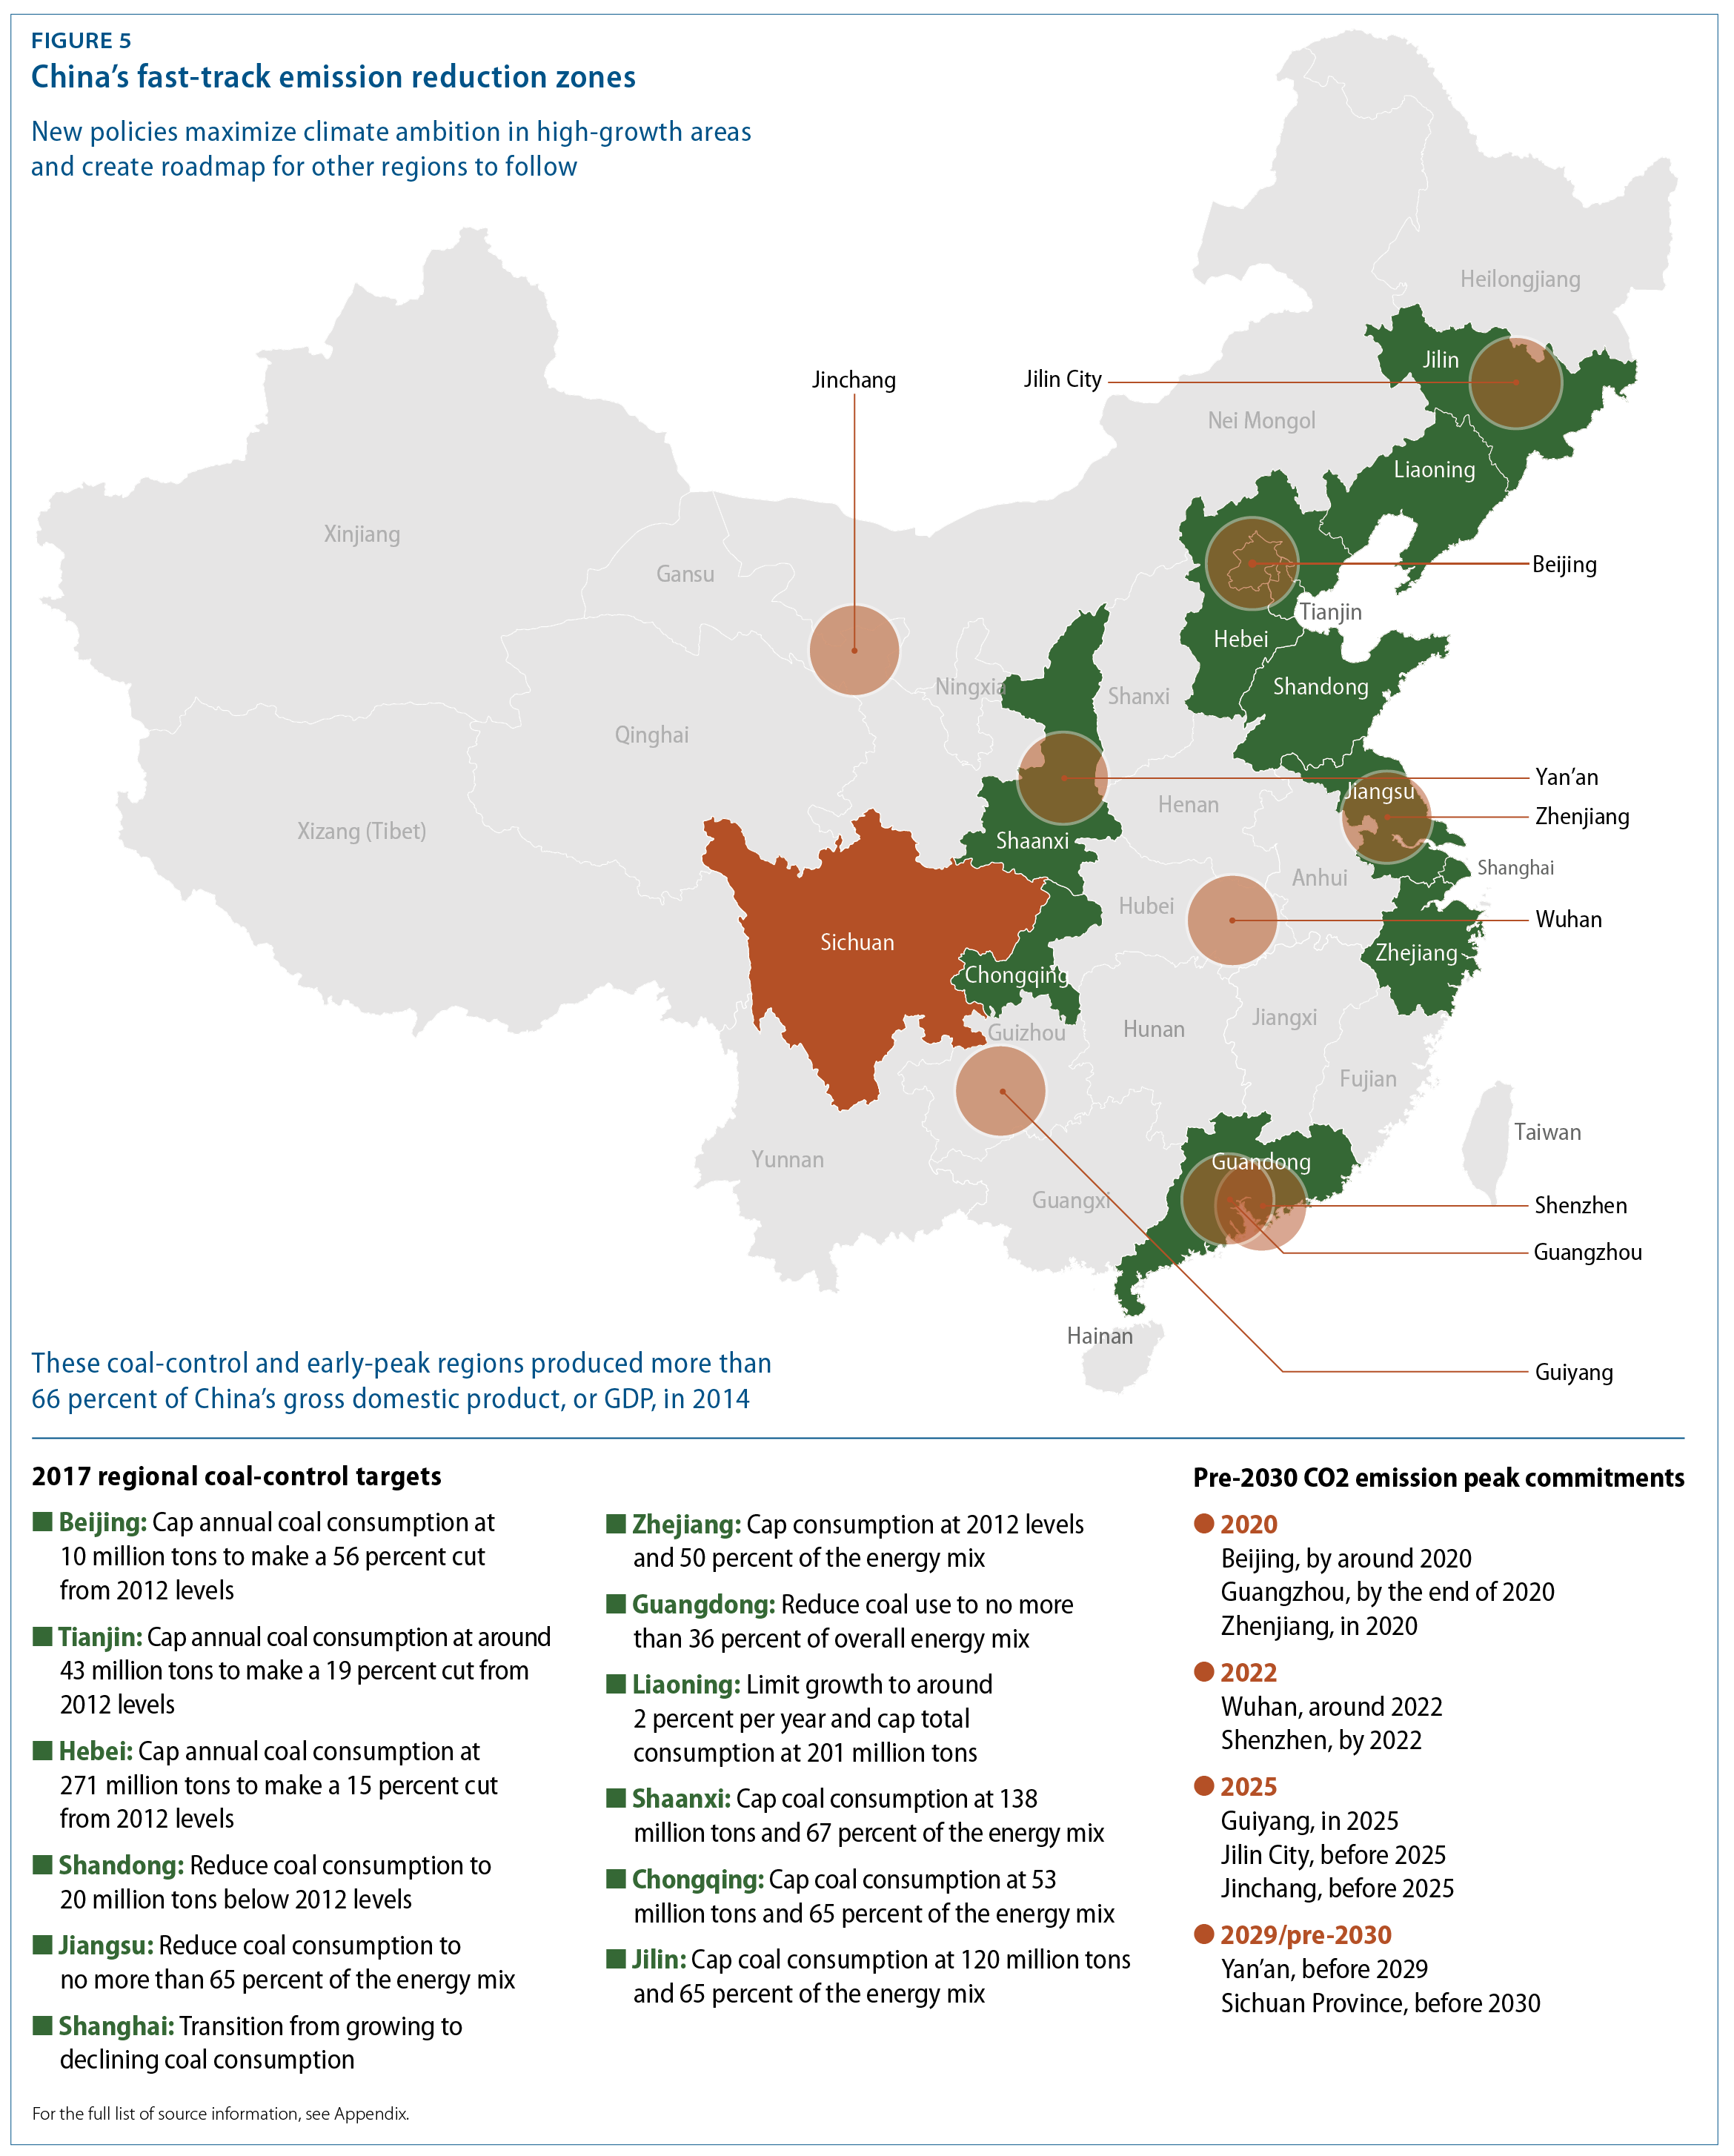 FIGURE 5
China's fast-track emission reduction zones
New policies maximize climate ambition in high-growth areas
and create roadmap for other regions to follow
Heilongjiang
Jilin
Jinchang
Jilin City
Nei Mongol
Liaoning
Xinjiang
Gansu
Beijing
Tianjin
Hebei
Ningxia
Shanxi
Shandong
Qinghai
Yan'an
Jiangsu
Henan
Zhenjiang
Xizang (Tibet)
Shaanxi
Shanghai
Anhui
Hubei
Wuhan
Sichuan
Zhejiang
Chongqing
Jiangxi
Guizhou
Hunan
Fujian
Taiwan
Yunnan
Guandong
Guangxi
Shenzhen
Guangzhou
Hainan
Guiyang
These coal-control and early-peak regions produced more than
66 percent of China's gross domestic product, or GDP, in 2014
2017 regional coal-control targets
Beijing: Cap annual coal consumption at
10 million tons to make a 56 percent cut
from 2012 levels
Tianjin: Cap annual coal consumption at around
43 million tons to make a 19 percent cut from
2012 levels
Hebei: Cap annual coal consumption at
271 million tons to make a 15 percent cut
from 2012 levels
Shandong: Reduce coal consumption to
20 million tons below 2012 levels
Jiangsu: Reduce coal consumption to
no more than 65 percent of the energy mix
Shanghai: Transition from growing to
declining coal consumption
Zhejiang: Cap consumption at 2012 levels
and 50 percent of the energy mix
Guangdong: Reduce coal use to no more
than 36 percent of overall energy mix
Liaoning: Limit growth to around
2 percent per year and cap total
consumption at 201 million tons
Shaanxi: Cap coal consumption at 138
million tons and 67 percent of the energy mix
Chongqing: Cap coal consumption at 53
million tons and 65 percent of the energy mix
Jilin: Cap coal consumption at 120 million tons
and 65 percent of the energy mix
Pre-2030 CO2 emission peak commitments
2020
Beijing, by around 2020
Guangzhou, by the end of 2020
Zhenjiang, in 2020
2022
Wuhan, around 2022
Shenzhen, by 2022
2025
Guiyang, in 2025
Jilin City, before 2025
Jinchang, before 2025
2029/pre-2030
Yan'an, before 2029
Sichuan Province, before 2030
For the full list of source information, see Appendix.